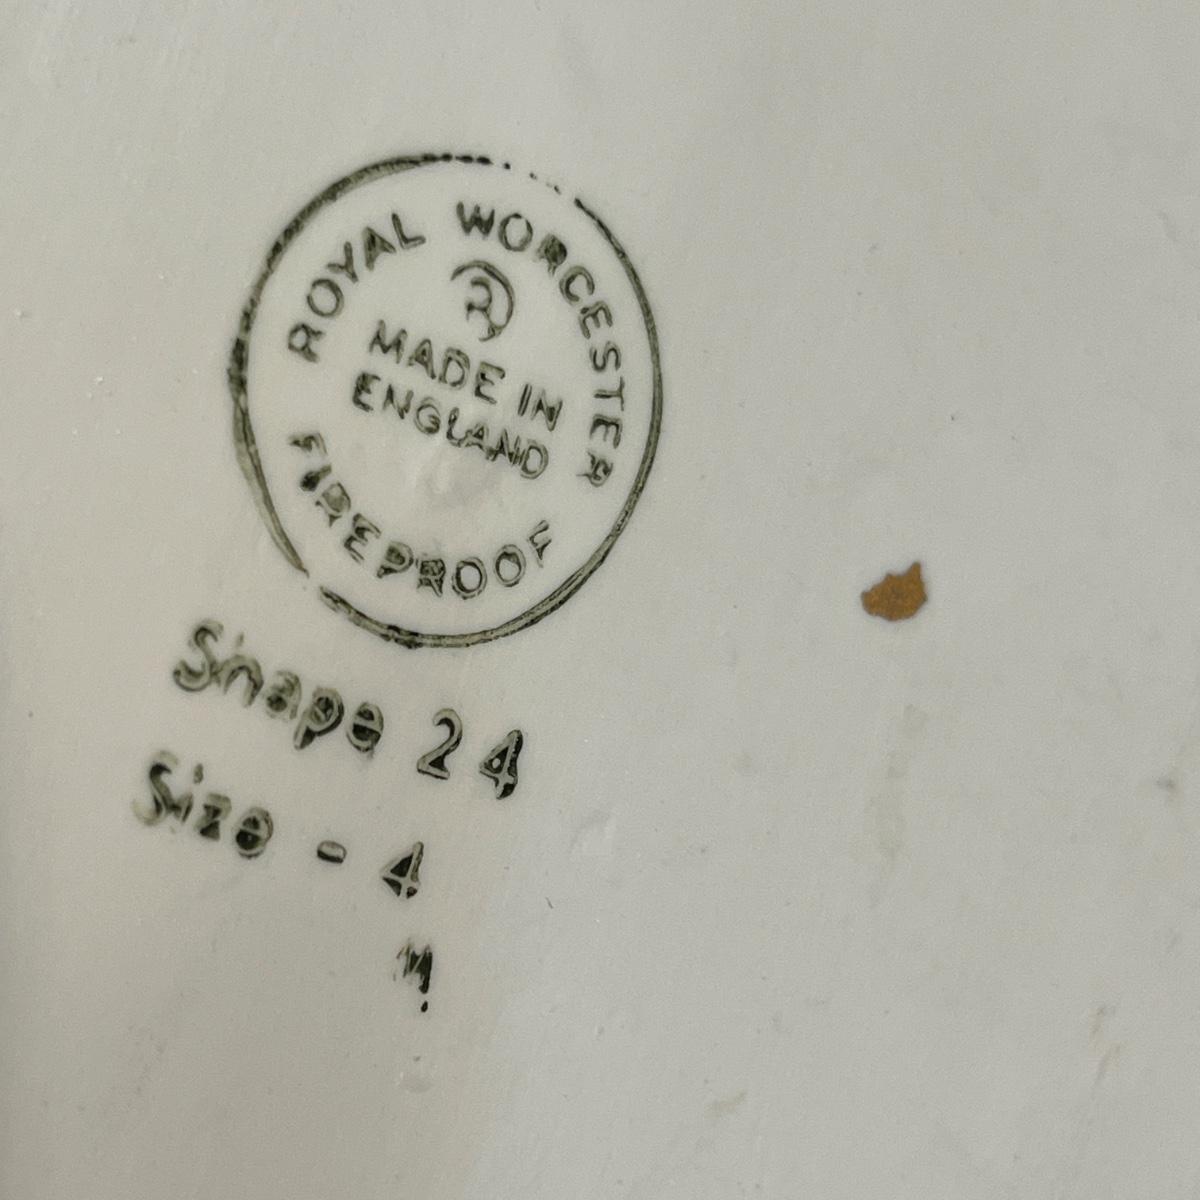 ROYAL WORCESTER
R
MADE IN
ENGLAND
FIREPROOF
Shape 24
Size - 4
M